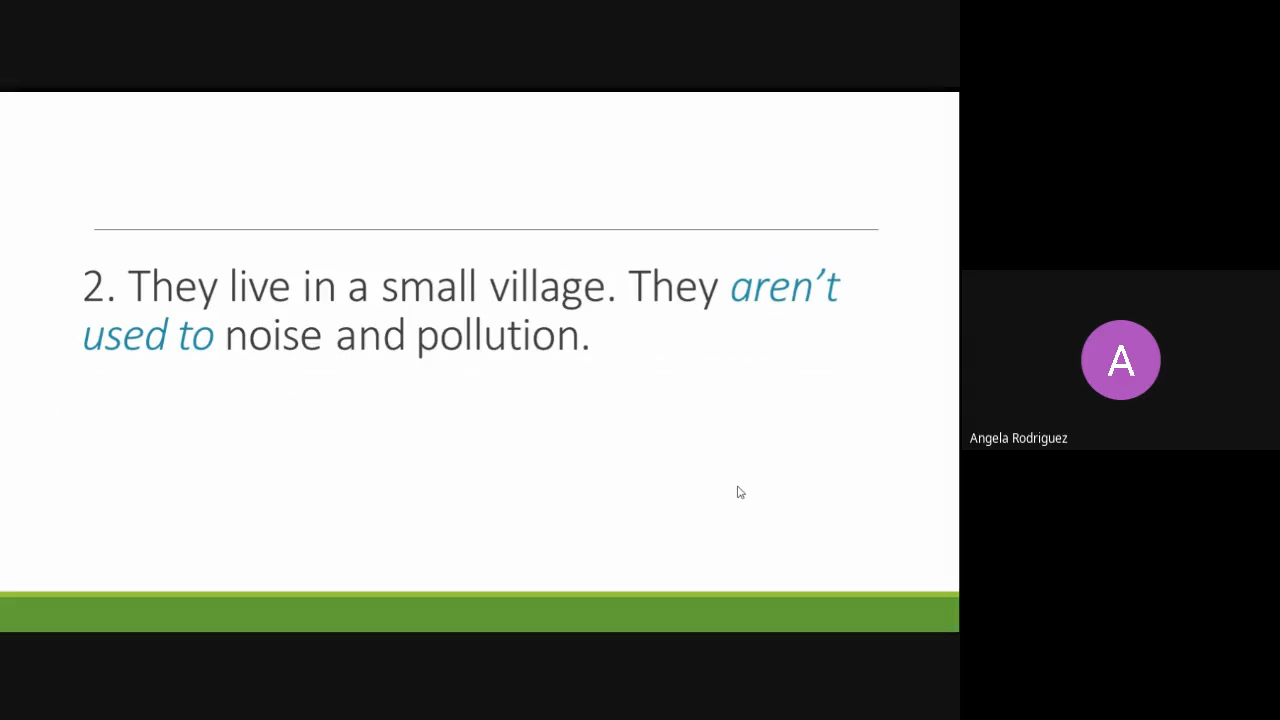 2. They live in a small village. They aren’t
used to noise and pollution.
A
Angela Rodriguez